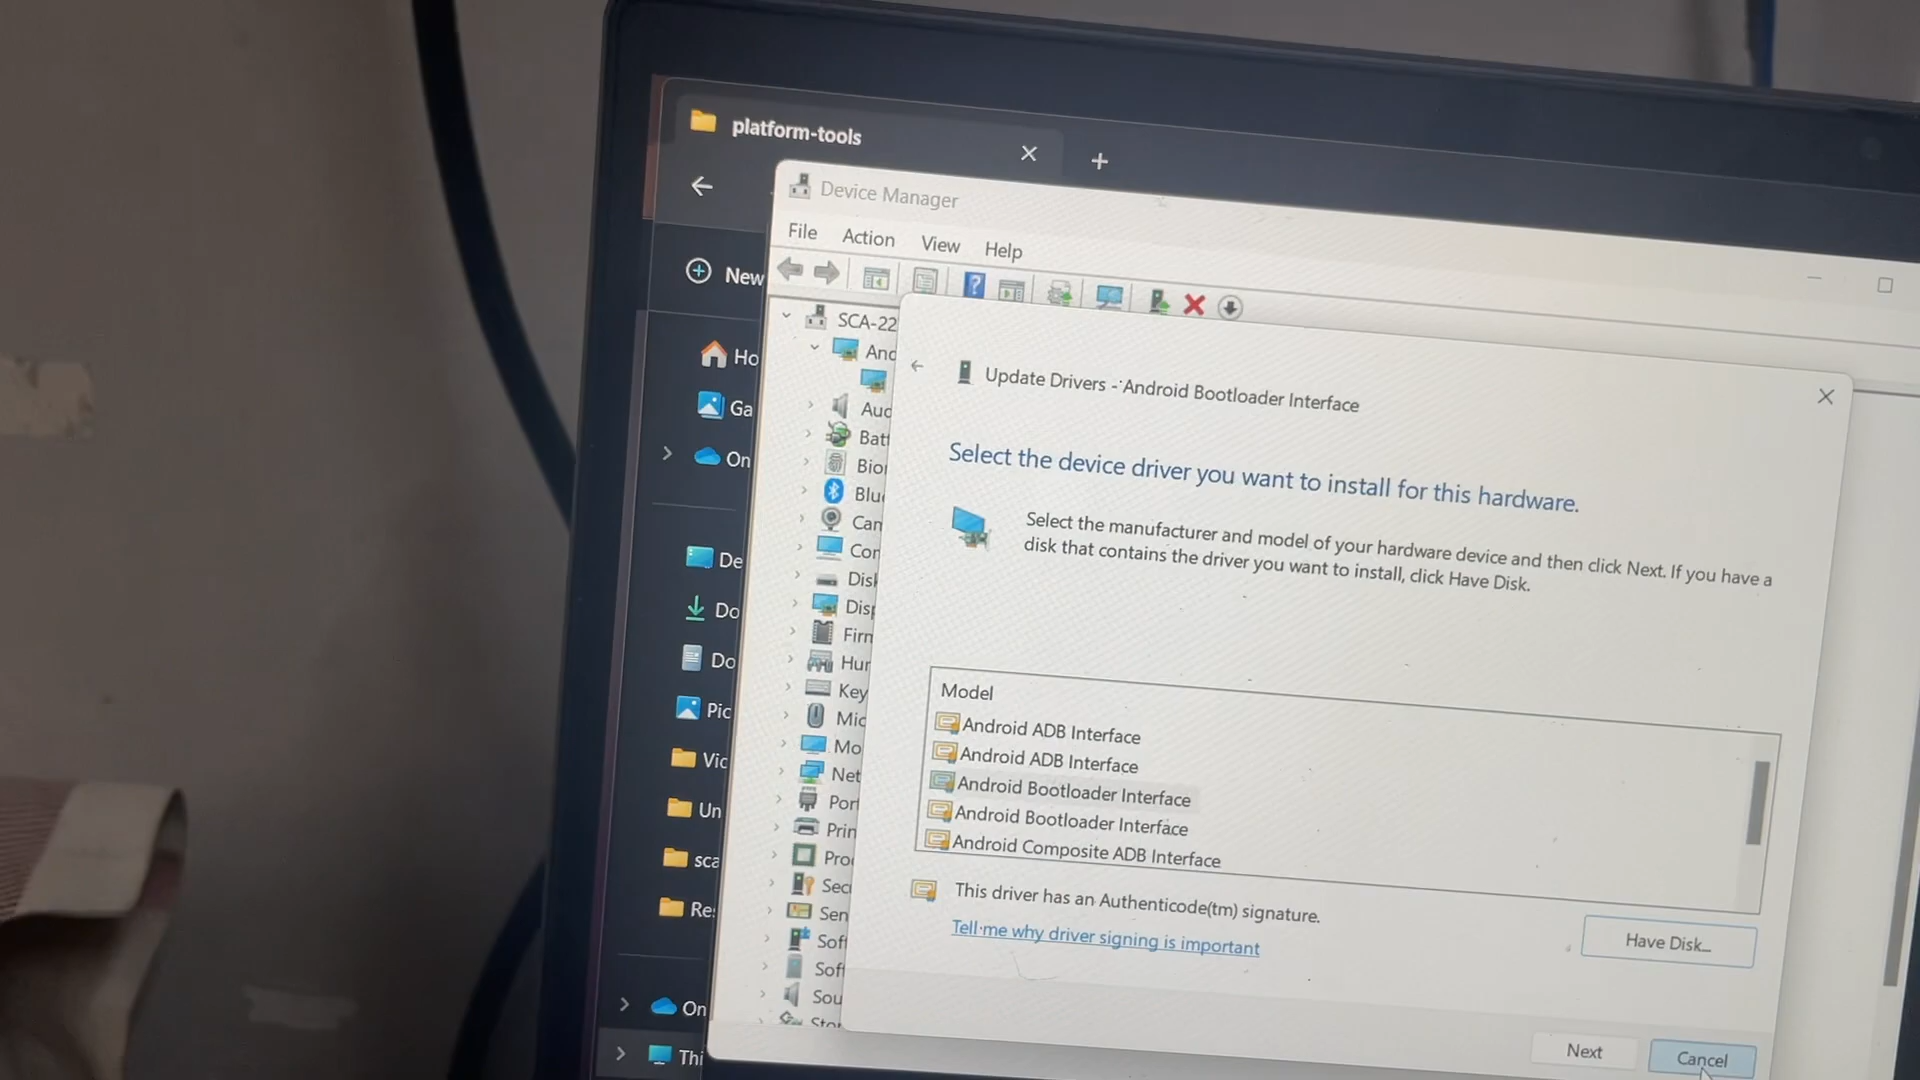 platform-tools
Device Manager
File Action View Help
New
SCA-22
And
Ho
Ga
On
Aud
Batt
Bior
Blu
Can
Con
Disk
Disp
Firn
Hur
Key
Mic
Mo
Net
Port
Prin
Pro
Sec
Sen
Soft
Soft
Sou
Stor
De
Do
Do
Pic
Vic
Un
sca
Re
On
Thi
Update Drivers - Android Bootloader Interface
Select the device driver you want to install for this hardware.
Select the manufacturer and model of your hardware device and then click Next. If you have a
disk that contains the driver you want to install, click Have Disk.
Model
Android ADB Interface
Android ADB Interface
Android Bootloader Interface
Android Bootloader Interface
Android Composite ADB Interface
This driver has an Authenticode(tm) signature.
Tell me why driver signing is important
Have Disk...
Next
Cancel